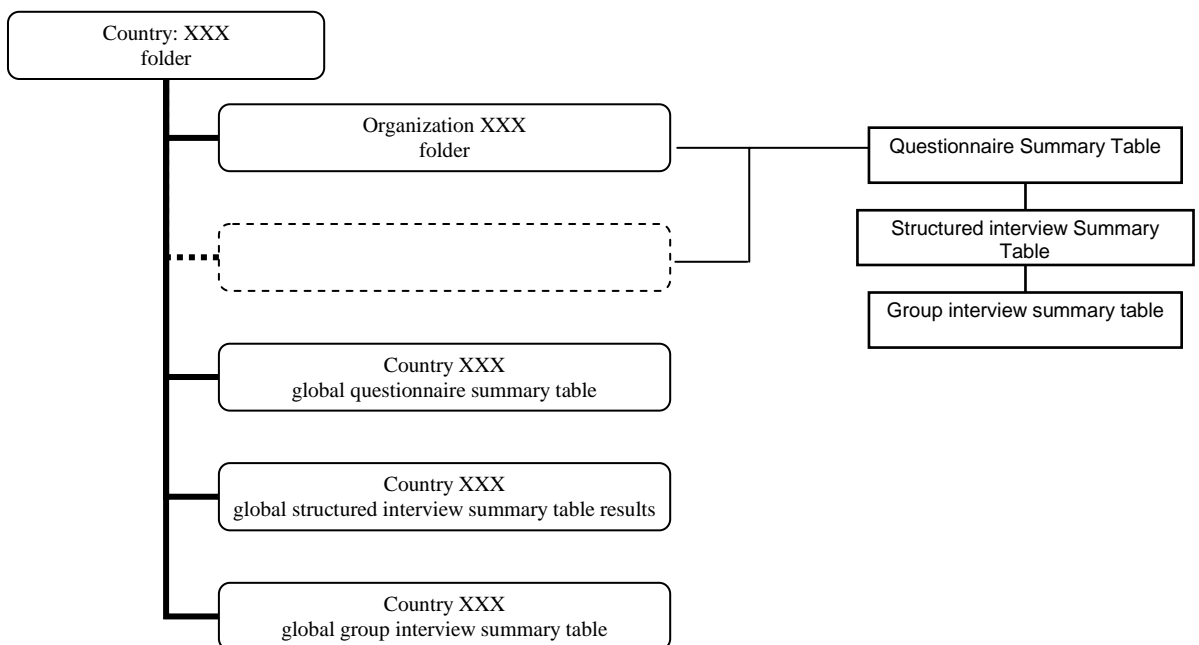 Country: XXX
folder
Organization XXX
folder
Questionnaire Summary Table
Structured interview Summary
Table
Group interview summary table
Country XXX
global questionnaire summary table
Country XXX
global structured interview summary table results
Country XXX
global group interview summary table